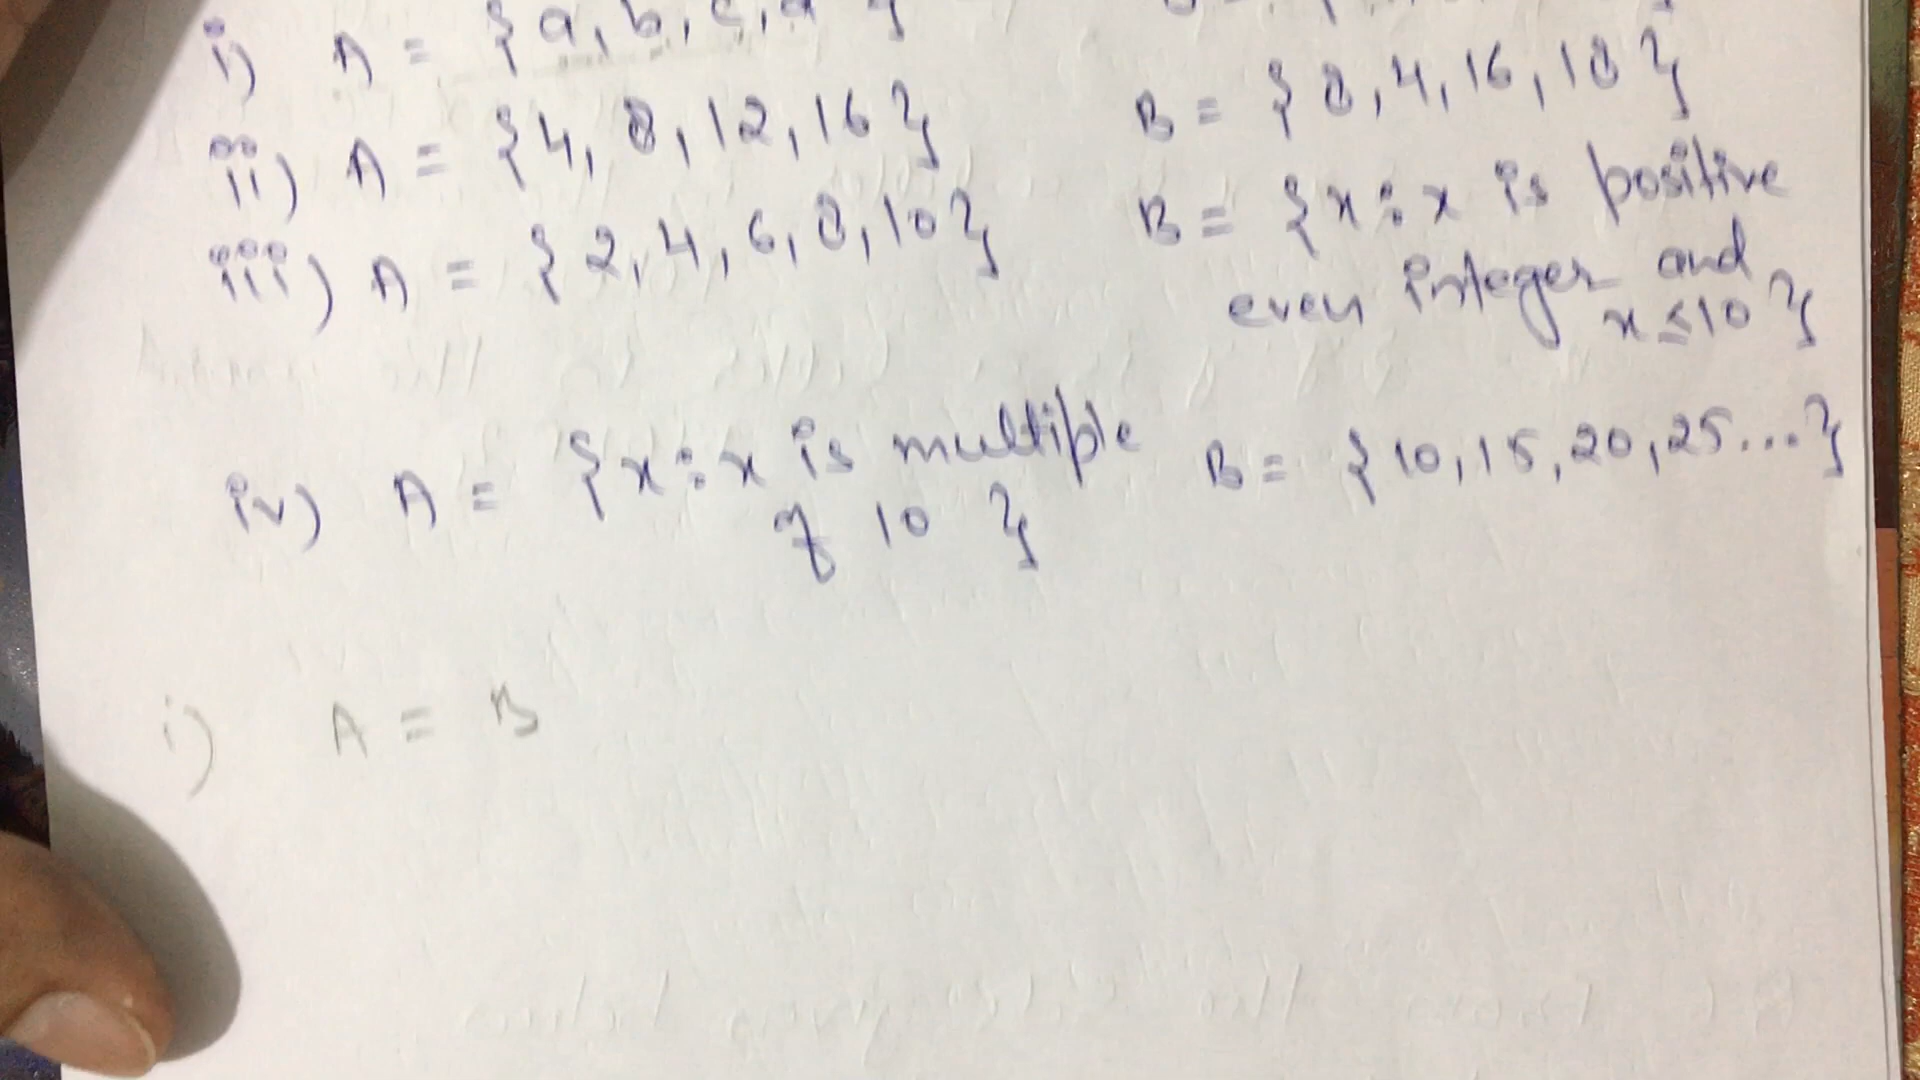 i) A = {a, b, c, d }
ii) A = {4, 8, 12, 16} B = {8, 4, 16, 18}
iii) A = {2, 4, 6, 8, 10} B = {x : x is positive
even integer and
x ≤ 10}
iv) A = {x : x is multiple B = {10, 15, 20, 25...}
of 10 }
i) A = B